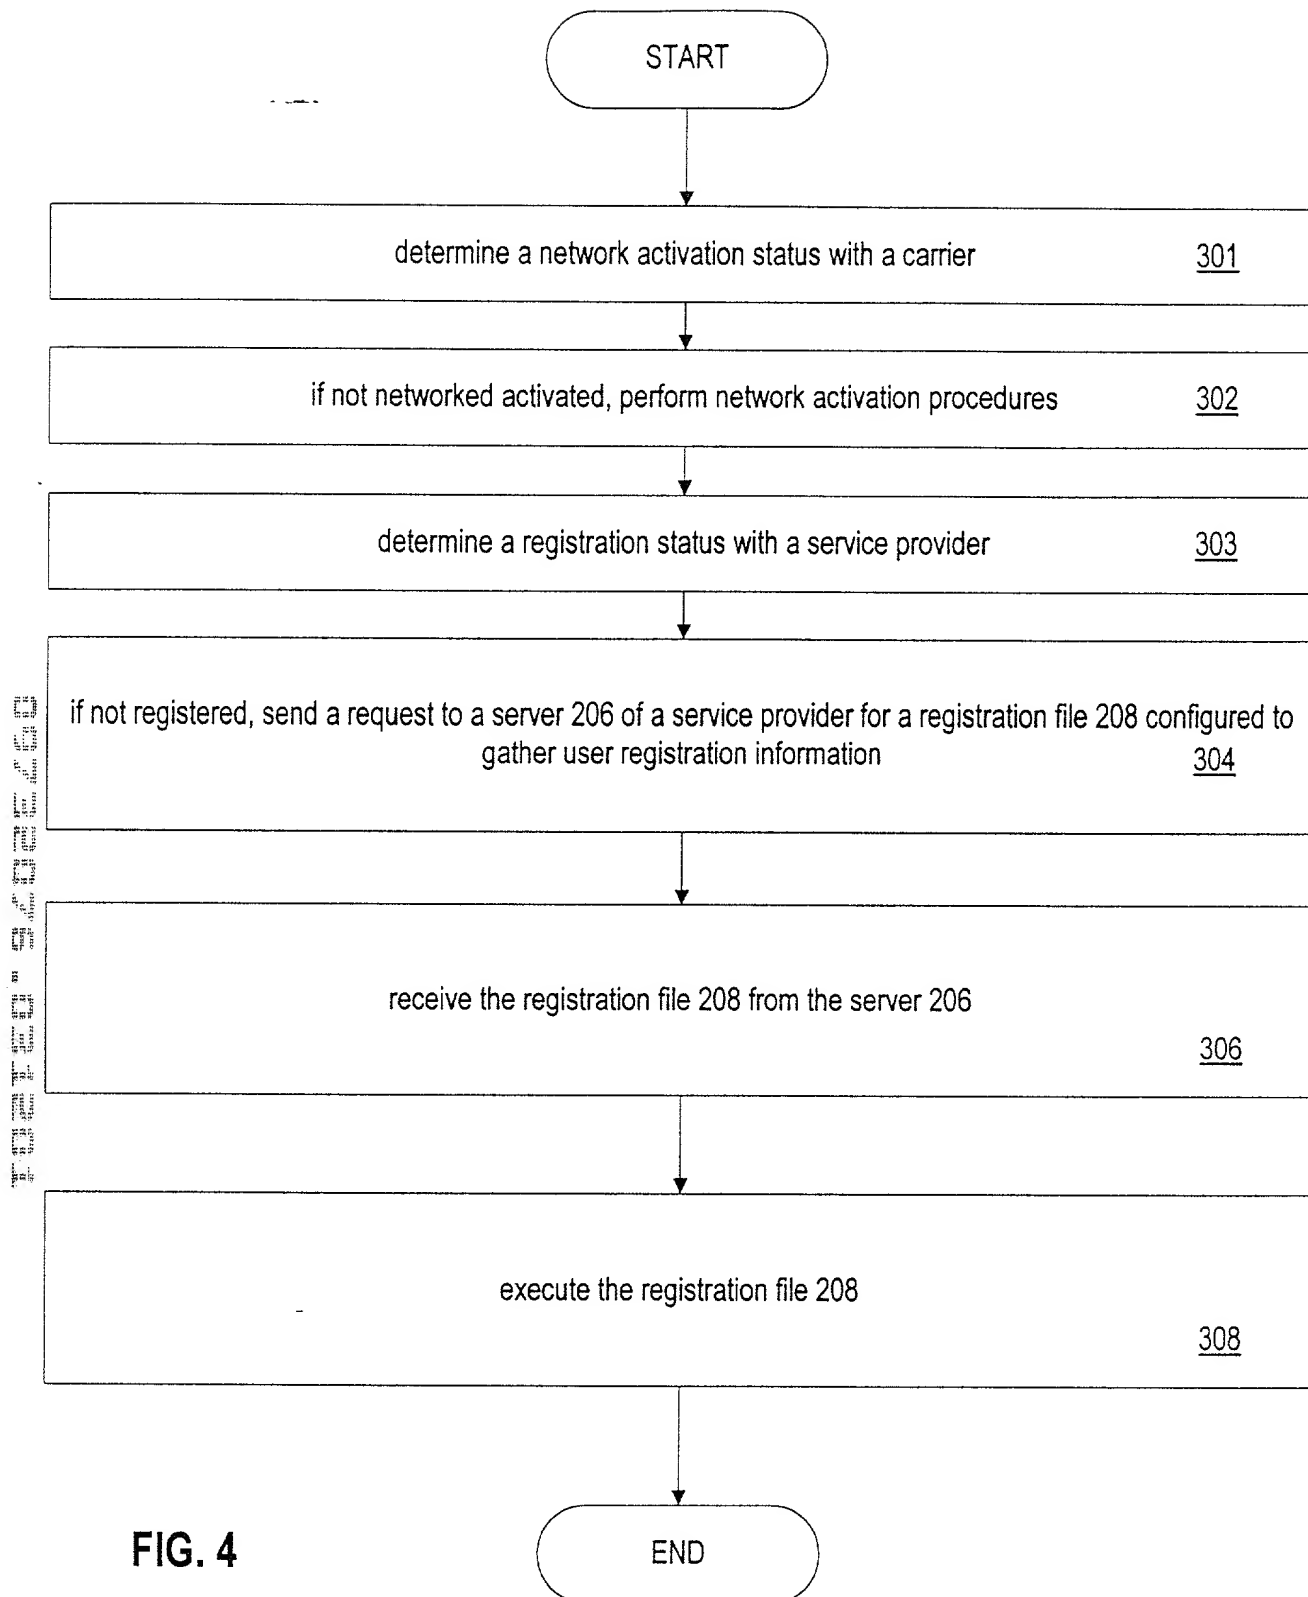 START
determine a network activation status with a carrier 301
if not networked activated, perform network activation procedures 302
determine a registration status with a service provider 303
if not registered, send a request to a server 206 of a service provider for a registration file 208 configured to
gather user registration information 304
receive the registration file 208 from the server 206
306
execute the registration file 208
308
END
FIG. 4